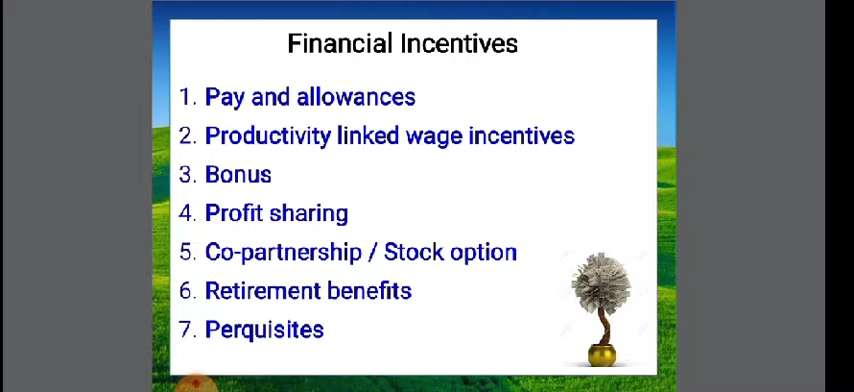 Financial Incentives
1. Pay and allowances
2. Productivity linked wage incentives
3. Bonus
4. Profit sharing
5. Co-partnership / Stock option
6. Retirement benefits
7. Perquisites